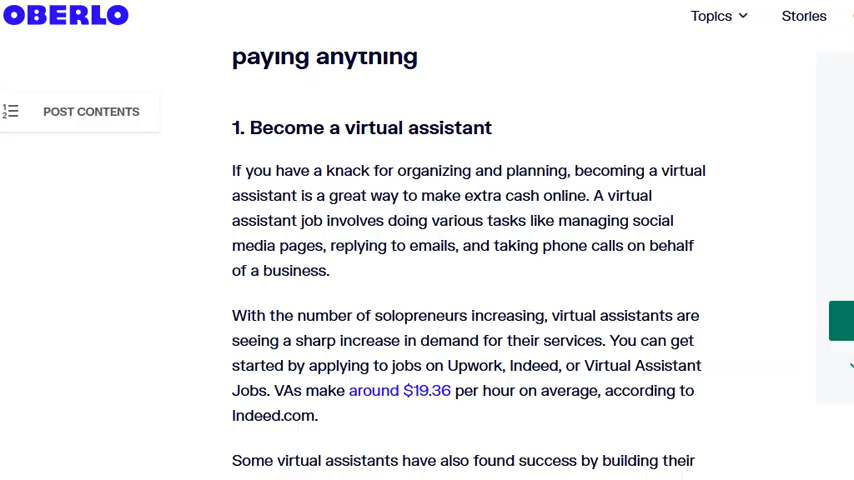 OBERLO
Topics
Stories
paying anything
POST CONTENTS
1. Become a virtual assistant
If you have a knack for organizing and planning, becoming a virtual
assistant is a great way to make extra cash online. A virtual
assistant job involves doing various tasks like managing social
media pages, replying to emails, and taking phone calls on behalf
of a business.
With the number of solopreneurs increasing, virtual assistants are
seeing a sharp increase in demand for their services. You can get
started by applying to jobs on Upwork, Indeed, or Virtual Assistant
Jobs. VAs make around $19.36 per hour on average, according to
Indeed.com.
Some virtual assistants have also found success by building their